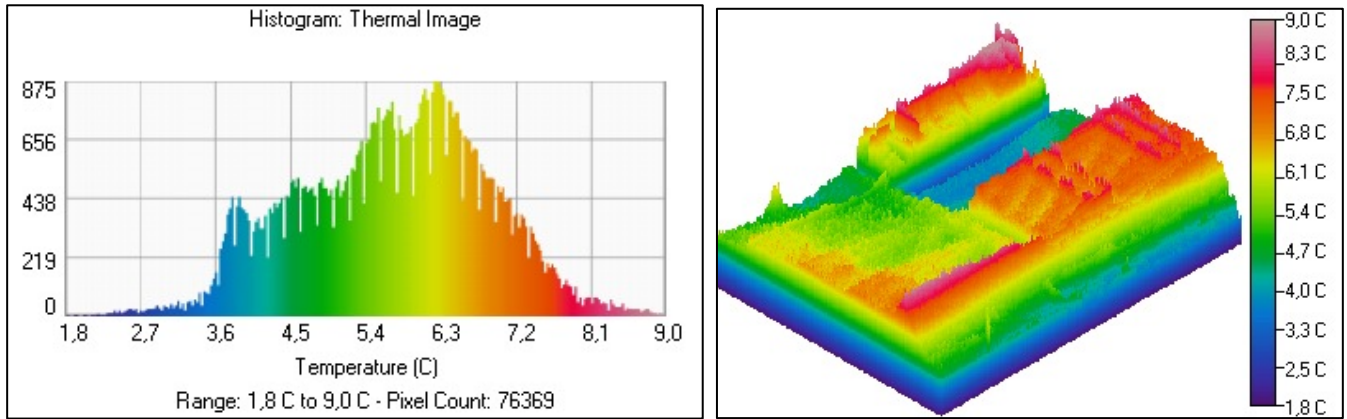 Histogram: Thermal Image
875
656
438
219
0
1,8 2,7 3,6 4,5 5,4 6,3 7,2 8,1 9,0
Temperature (C)
Range: 1,8 C to 9,0 C - Pixel Count: 76369
9,0 C
8,3 C
7,5 C
6,8 C
6,1 C
5,4 C
4,7 C
4,0 C
3,3 C
2,5 C
1,8 C